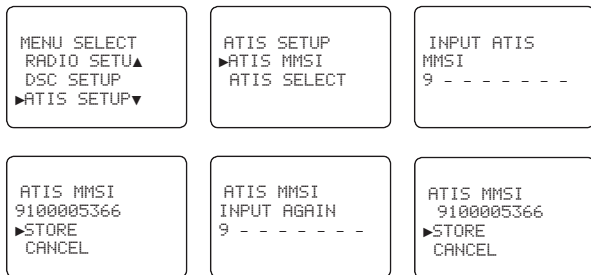 MENU SELECT
RADIO SETU▲
DSC SETUP
►ATIS SETUP▼
ATIS SETUP
►ATIS MMSI
ATIS SELECT
INPUT ATIS
MMSI
9 - - - - - - -
ATIS MMSI
9100005366
►STORE
CANCEL
ATIS MMSI
INPUT AGAIN
9 - - - - - - -
ATIS MMSI
9100005366
►STORE
CANCEL